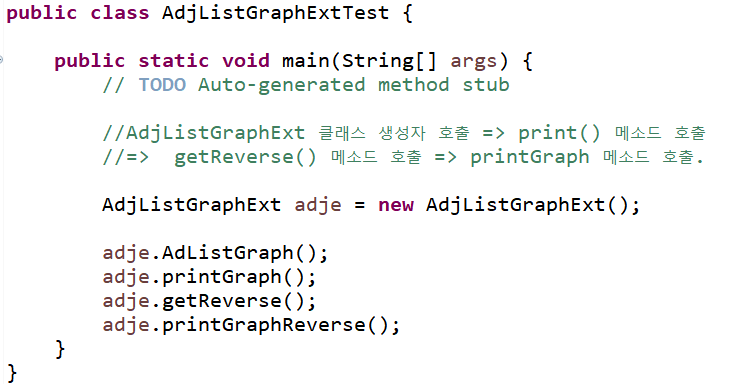 public class AdjListGraphExtTest {
public static void main(String[] args) {
// TODO Auto-generated method stub
//AdjListGraphExt 클래스 생성자 호출 => print() 메소드 호출
//=>  getReverse() 메소드 호출 => printGraph 메소드 호출.
AdjListGraphExt adje = new AdjListGraphExt();
adje.AdListGraph();
adje.printGraph();
adje.getReverse();
adje.printGraphReverse();
}
}